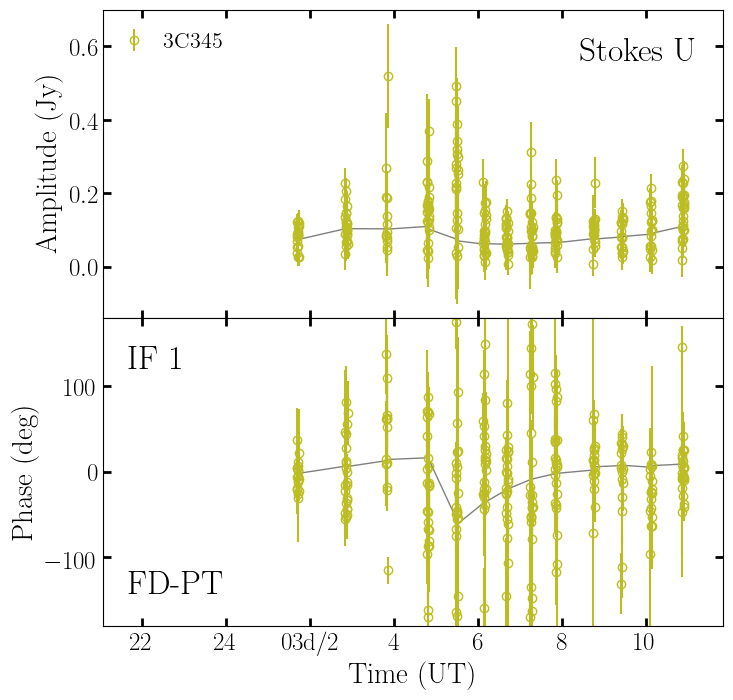 3C345
Stokes U
0.6
0.4
0.2
0.0
Amplitude (Jy)
IF 1
100
0
−100
Phase (deg)
FD-PT
22 24 03d/2 4 6 8 10
Time (UT)